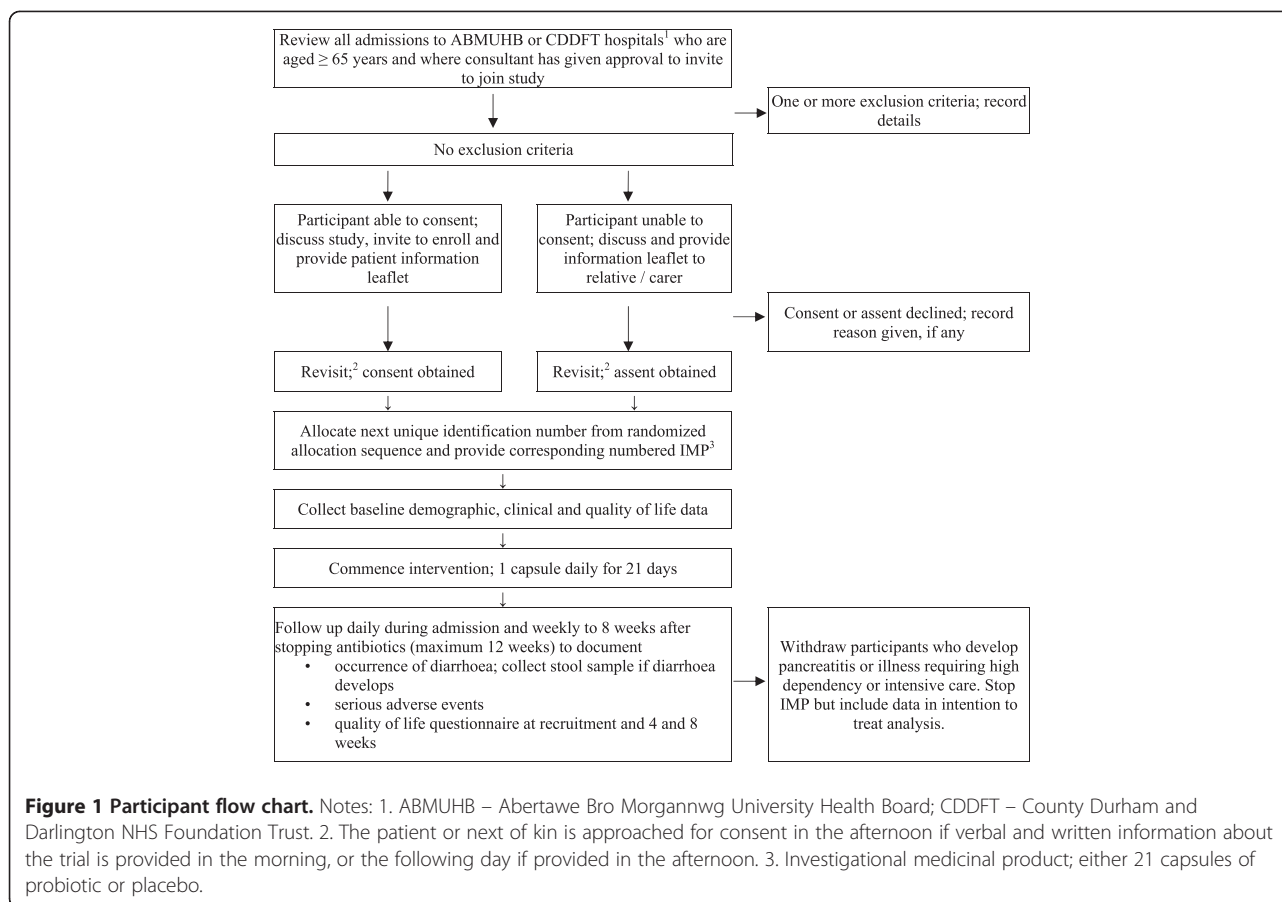 Review all admissions to ABMUHB or CDDFT hospitals¹ who are
aged ≥ 65 years and where consultant has given approval to invite
to join study
One or more exclusion criteria; record
details
No exclusion criteria
Participant able to consent;
discuss study, invite to enroll and
provide patient information
leaflet
Participant unable to
consent; discuss and provide
information leaflet to
relative / carer
Consent or assent declined; record
reason given, if any
Revisit;² consent obtained
Revisit;² assent obtained
Allocate next unique identification number from randomized
allocation sequence and provide corresponding numbered IMP³
Collect baseline demographic, clinical and quality of life data
Commence intervention; 1 capsule daily for 21 days
Follow up daily during admission and weekly to 8 weeks after
stopping antibiotics (maximum 12 weeks) to document
• occurrence of diarrhoea; collect stool sample if diarrhoea
develops
• serious adverse events
• quality of life questionnaire at recruitment and 4 and 8
weeks
Withdraw participants who develop
pancreatitis or illness requiring high
dependency or intensive care. Stop
IMP but include data in intention to
treat analysis.
Figure 1 Participant flow chart. Notes: 1. ABMUHB – Abertawe Bro Morgannwg University Health Board; CDDFT – County Durham and
Darlington NHS Foundation Trust. 2. The patient or next of kin is approached for consent in the afternoon if verbal and written information about
the trial is provided in the morning, or the following day if provided in the afternoon. 3. Investigational medicinal product; either 21 capsules of
probiotic or placebo.